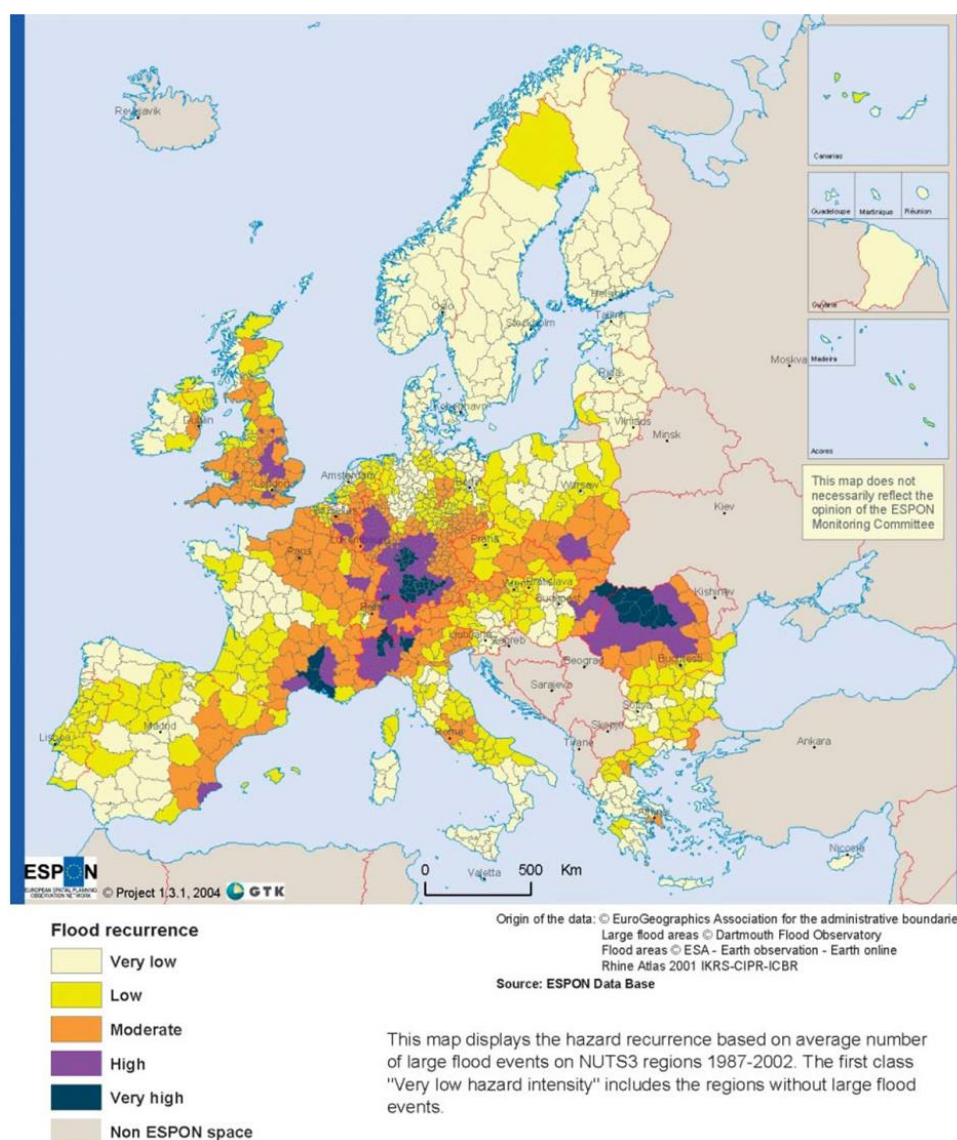 Reykjavik
Canarias
Guadeloupe
Martinique
Réunion
Guyane
Madeira
Acores
Oslo
Helsinki
Tallinn
Stockholm
Moskva
Riga
København
Vilnius
Minsk
Dublin
Amsterdam
Berlin
Warsaw
London
This map does not
necessarily reflect the
opinion of the ESPON
Monitoring Committee
Kiev
Luxembourg
Praha
Paris
Bratislava
Budapest
Kishinev
Bern
Ljubljana
Zagreb
Beograd
Bucuresti
Sarajeva
Sofiya
Madrid
Roma
Skopje
Tirane
Ankara
Lisboa
Nicosia
Valetta
0 500 Km
ESPON
EUROPEAN SPATIAL PLANNING
OBSERVATION NETWORK
© Project 1.3.1, 2004 GTK
Origin of the data: © EuroGeographics Association for the administrative boundarie
Large flood areas © Dartmouth Flood Observatory
Flood areas © ESA - Earth observation - Earth online
Rhine Atlas 2001 IKRS-CIPR-ICBR
Source: ESPON Data Base
Flood recurrence
Very low
Low
Moderate
High
Very high
Non ESPON space
This map displays the hazard recurrence based on average number
of large flood events on NUTS3 regions 1987-2002. The first class
"Very low hazard intensity" includes the regions without large flood
events.